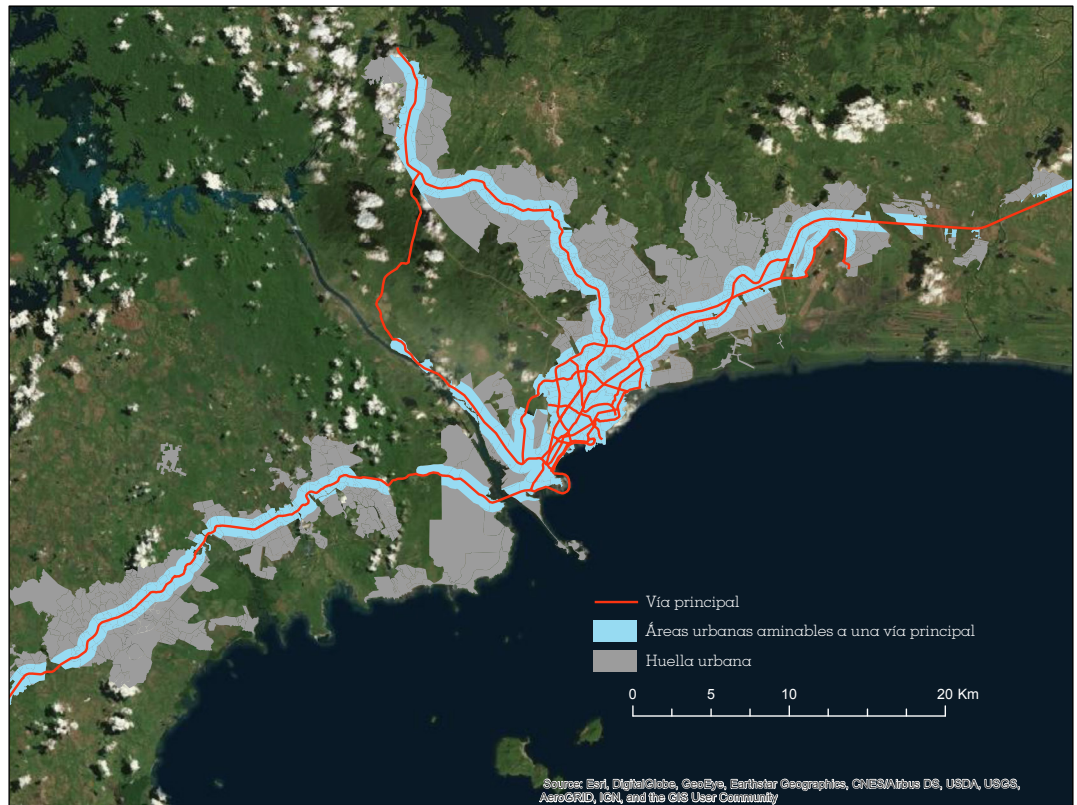 Vía principal
Áreas urbanas aminables a una vía principal
Huella urbana
0 5 10 20 Km
Source: Esri, DigitalGlobe, GeoEye, Earthstar Geographics, CNES/Airbus DS, USDA, USGS,
AeroGRID, IGN, and the GIS User Community